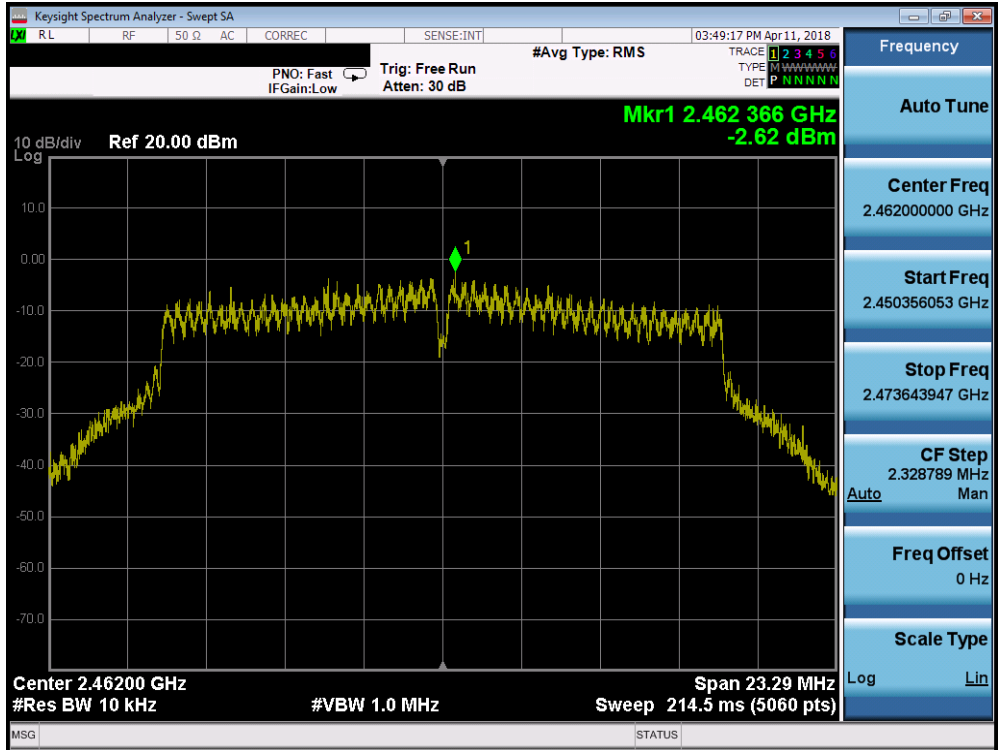 Keysight Spectrum Analyzer - Swept SA
LXI RL RF 50 Ω AC CORREC SENSE:INT 03:49:17 PM Apr 11, 2018
#Avg Type: RMS
TRACE 1 2 3 4 5 6
TYPE M W W W W W
DET P N N N N N
PNO: Fast
IFGain:Low
Trig: Free Run
Atten: 30 dB
Mkr1 2.462 366 GHz
-2.62 dBm
10 dB/div Ref 20.00 dBm
Log
1
10.0
0.00
-10.0
-20.0
-30.0
-40.0
-50.0
-60.0
-70.0
Center 2.46200 GHz Span 23.29 MHz
#Res BW 10 kHz #VBW 1.0 MHz Sweep 214.5 ms (5060 pts)
MSG STATUS
Frequency
Auto Tune
Center Freq
2.462000000 GHz
Start Freq
2.450356053 GHz
Stop Freq
2.473643947 GHz
CF Step
2.328789 MHz
Auto Man
Freq Offset
0 Hz
Scale Type
Log Lin